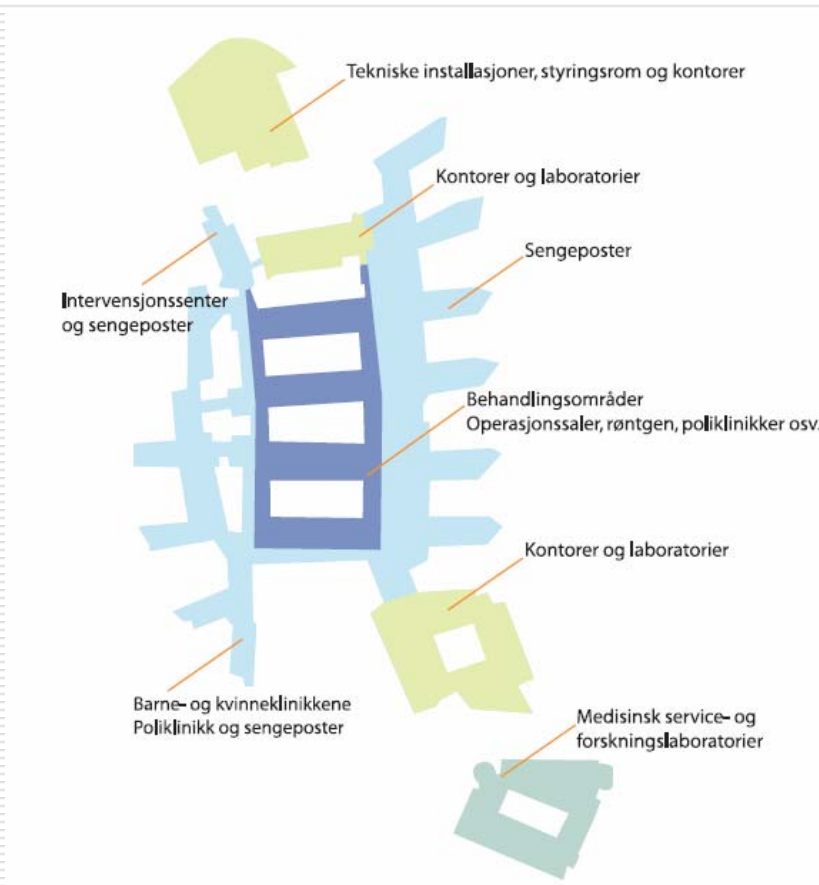 Tekniske installasjoner, styringsrom og kontorer
Kontorer og laboratorier
Sengeposter
Intervensjonssenter
og sengeposter
Behandlingsområder
Operasjonssaler, røntgen, poliklinikker osv.
Kontorer og laboratorier
Barne- og kvinneklinikkene
Poliklinikk og sengeposter
Medisinsk service- og
forskningslaboratorier